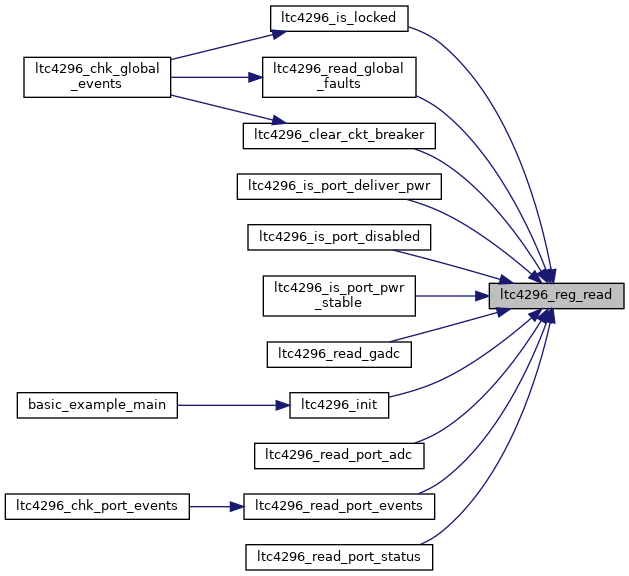 ltc4296_is_locked
ltc4296_chk_global
_events
ltc4296_read_global
_faults
ltc4296_clear_ckt_breaker
ltc4296_is_port_deliver_pwr
ltc4296_is_port_disabled
ltc4296_is_port_pwr
_stable
ltc4296_reg_read
ltc4296_read_gadc
basic_example_main
ltc4296_init
ltc4296_read_port_adc
ltc4296_chk_port_events
ltc4296_read_port_events
ltc4296_read_port_status